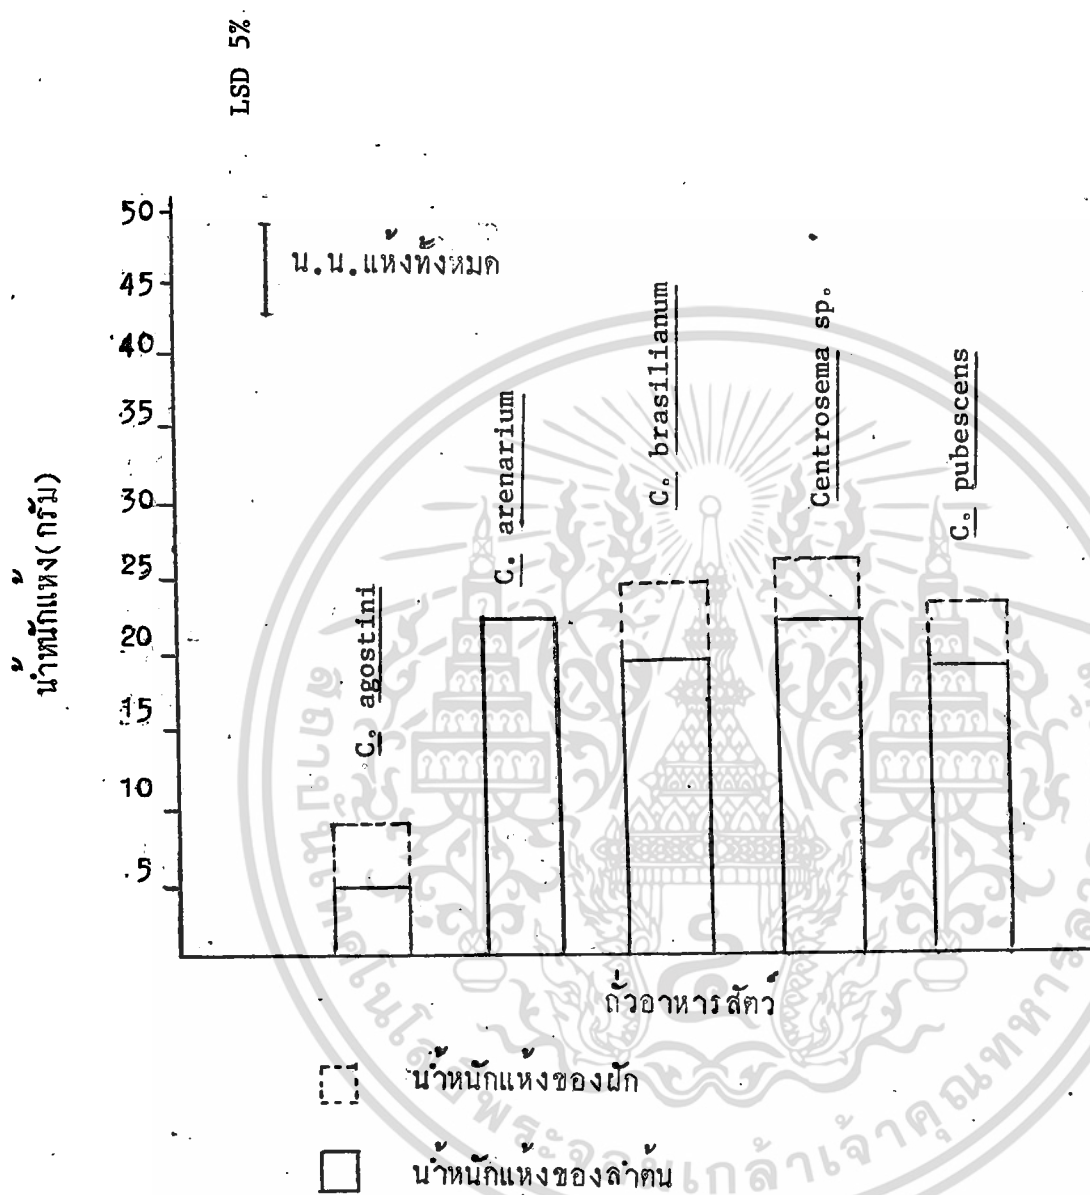 LSD 5%
50
45
40
35
30
25
20
15
10
5
น้ำหนักแห้ง(กรัม)
น.น.แห้งทั้งหมด
C. agostini
C. arenarium
C. brasilianum
Centrosema sp.
C. pubescens
ถั่วอาหารสัตว์
น้ำหนักแห้งของฝัก
น้ำหนักแห้งของลำต้น